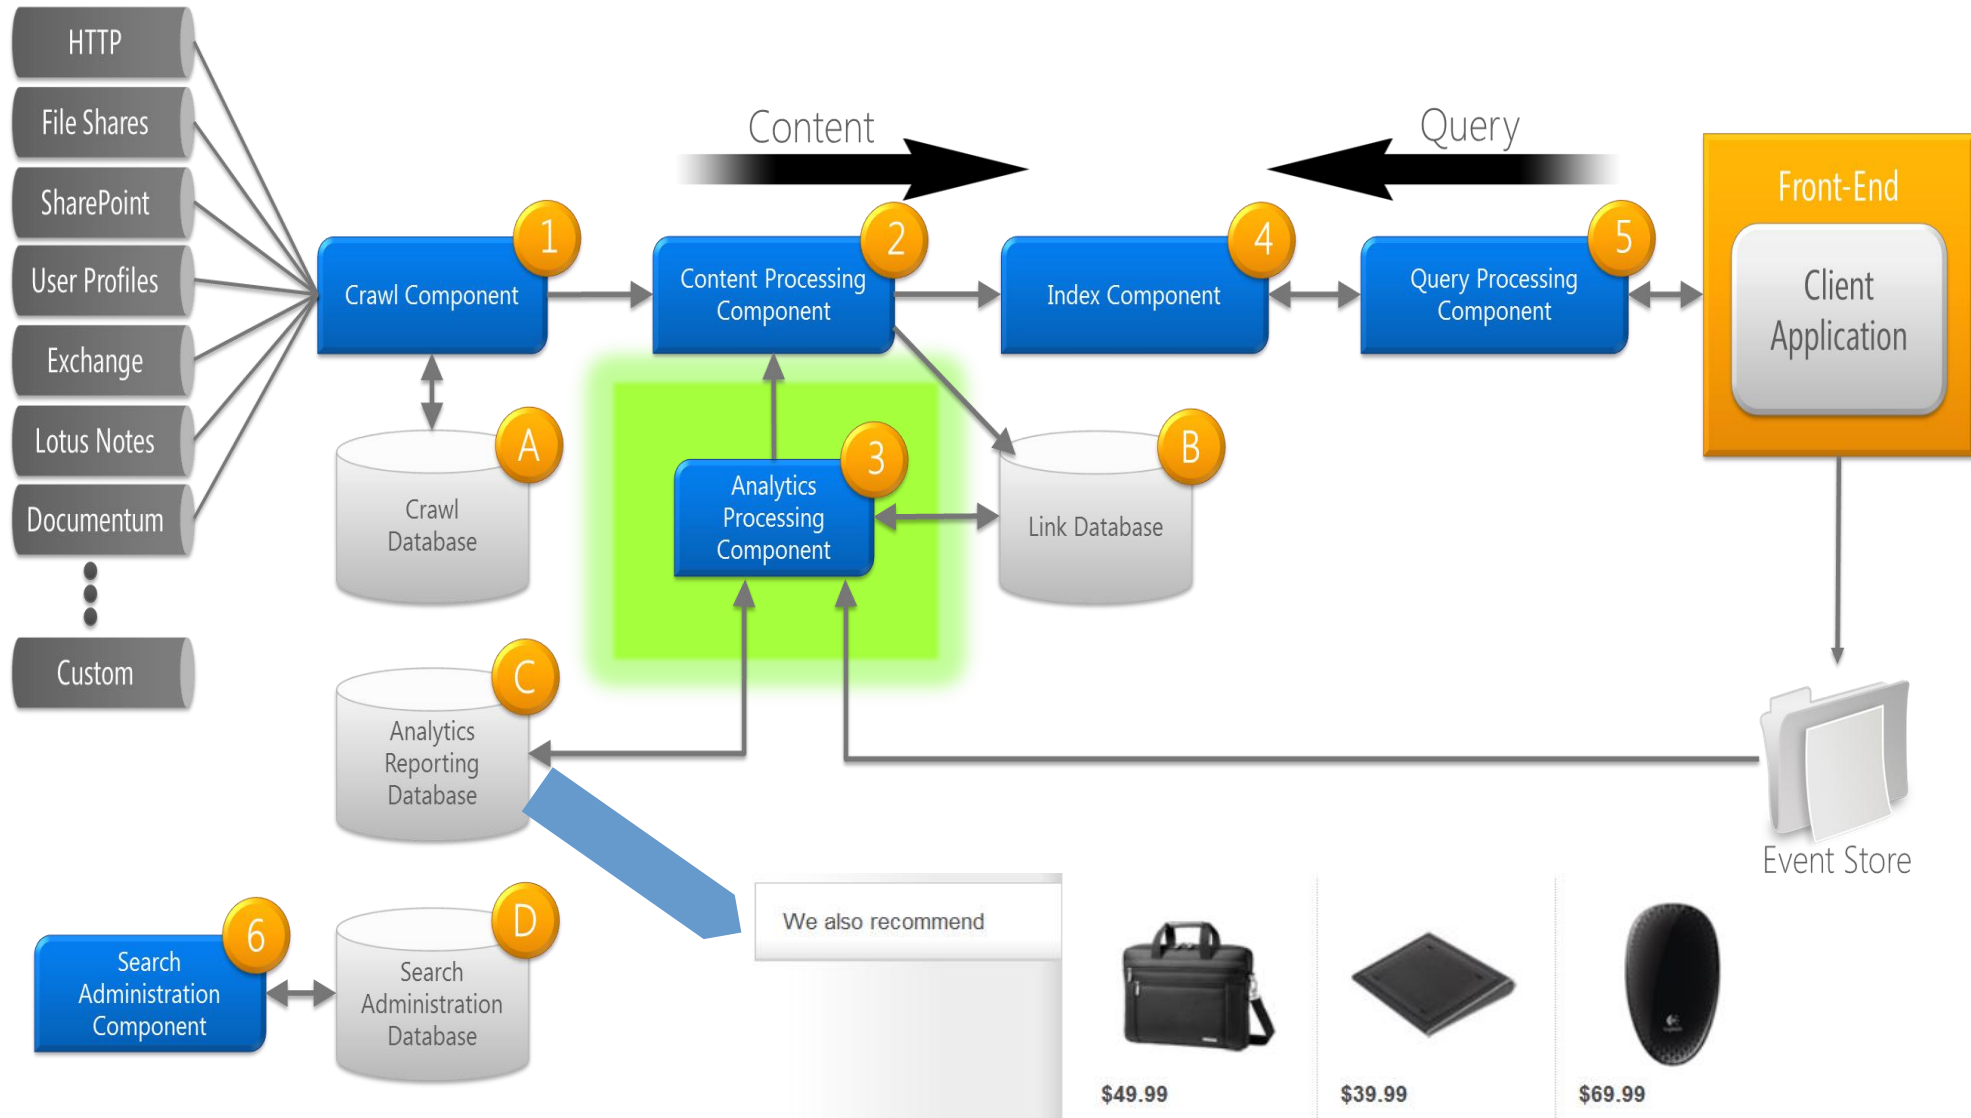 HTTP
File Shares
SharePoint
User Profiles
Exchange
Lotus Notes
Documentum
Custom
Content
Query
1
Crawl Component
2
Content Processing
Component
4
Index Component
5
Query Processing
Component
Front-End
Client
Application
A
Crawl
Database
3
Analytics
Processing
Component
B
Link Database
C
Analytics
Reporting
Database
Event Store
6
Search
Administration
Component
D
Search
Administration
Database
We also recommend
$49.99
$39.99
$69.99